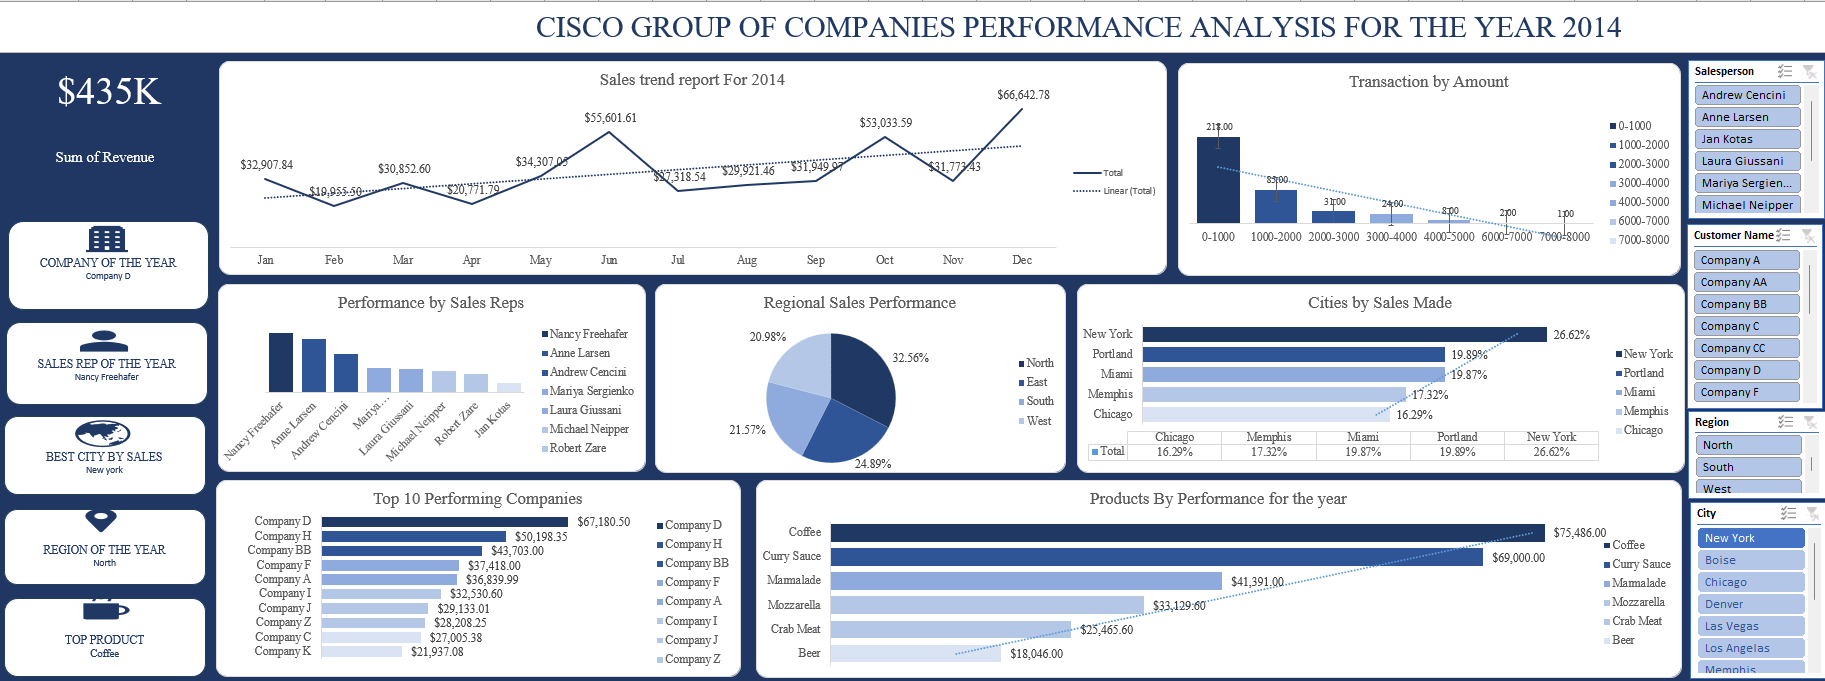 CISCO GROUP OF COMPANIES PERFORMANCE ANALYSIS FOR THE YEAR 2014
$435K
Sum of Revenue
COMPANY OF THE YEAR
Company D
SALES REP OF THE YEAR
Nancy Freehafer
BEST CITY BY SALES
New york
REGION OF THE YEAR
North
TOP PRODUCT
Coffee
Sales trend report For 2014
$32,907.84
$19,955.50
$30,852.60
$20,771.79
$34,307.05
$55,601.61
$27,318.54
$29,921.46
$31,949.97
$53,033.59
$31,773.43
$66,642.78
Total
Linear (Total)
Jan Feb Mar Apr May Jun Jul Aug Sep Oct Nov Dec
Transaction by Amount
218.00
83.00
31.00
24.00
8.00
2.00
1.00
0-1000 1000-2000 2000-3000 3000-4000 4000-5000 6000-7000 7000-8000
0-1000
1000-2000
2000-3000
3000-4000
4000-5000
6000-7000
7000-8000
Performance by Sales Reps
Nancy Freehafer
Anne Larsen
Andrew Cencini
Mariya...
Laura Giussani
Michael Neipper
Robert Zare
Jan Kotas
Nancy Freehafer
Anne Larsen
Andrew Cencini
Mariya Sergienko
Laura Giussani
Michael Neipper
Robert Zare
Regional Sales Performance
20.98%
32.56%
21.57%
24.89%
North
East
South
West
Cities by Sales Made
New York 26.62%
Portland 19.89%
Miami 19.87%
Memphis 17.32%
Chicago 16.29%
Chicago Memphis Miami Portland New York
Total 16.29% 17.32% 19.87% 19.89% 26.62%
New York
Portland
Miami
Memphis
Chicago
Top 10 Performing Companies
Company D $67,180.50
Company H $50,198.35
Company BB $43,703.00
Company F $37,418.00
Company A $36,839.99
Company I $32,530.60
Company J $29,133.01
Company Z $28,208.25
Company C $27,005.38
Company K $21,937.08
Company D
Company H
Company BB
Company F
Company A
Company I
Company J
Company Z
Products By Performance for the year
Coffee $75,486.00
Curry Sauce $69,000.00
Marmalade $41,391.00
Mozzarella $33,129.60
Crab Meat $25,465.60
Beer $18,046.00
Coffee
Curry Sauce
Marmalade
Mozzarella
Crab Meat
Beer
Salesperson
Andrew Cencini
Anne Larsen
Jan Kotas
Laura Giussani
Mariya Sergien...
Michael Neipper
Customer Name
Company A
Company AA
Company BB
Company C
Company CC
Company D
Company F
Region
North
South
West
City
New York
Boise
Chicago
Denver
Las Vegas
Los Angelas
Memphis